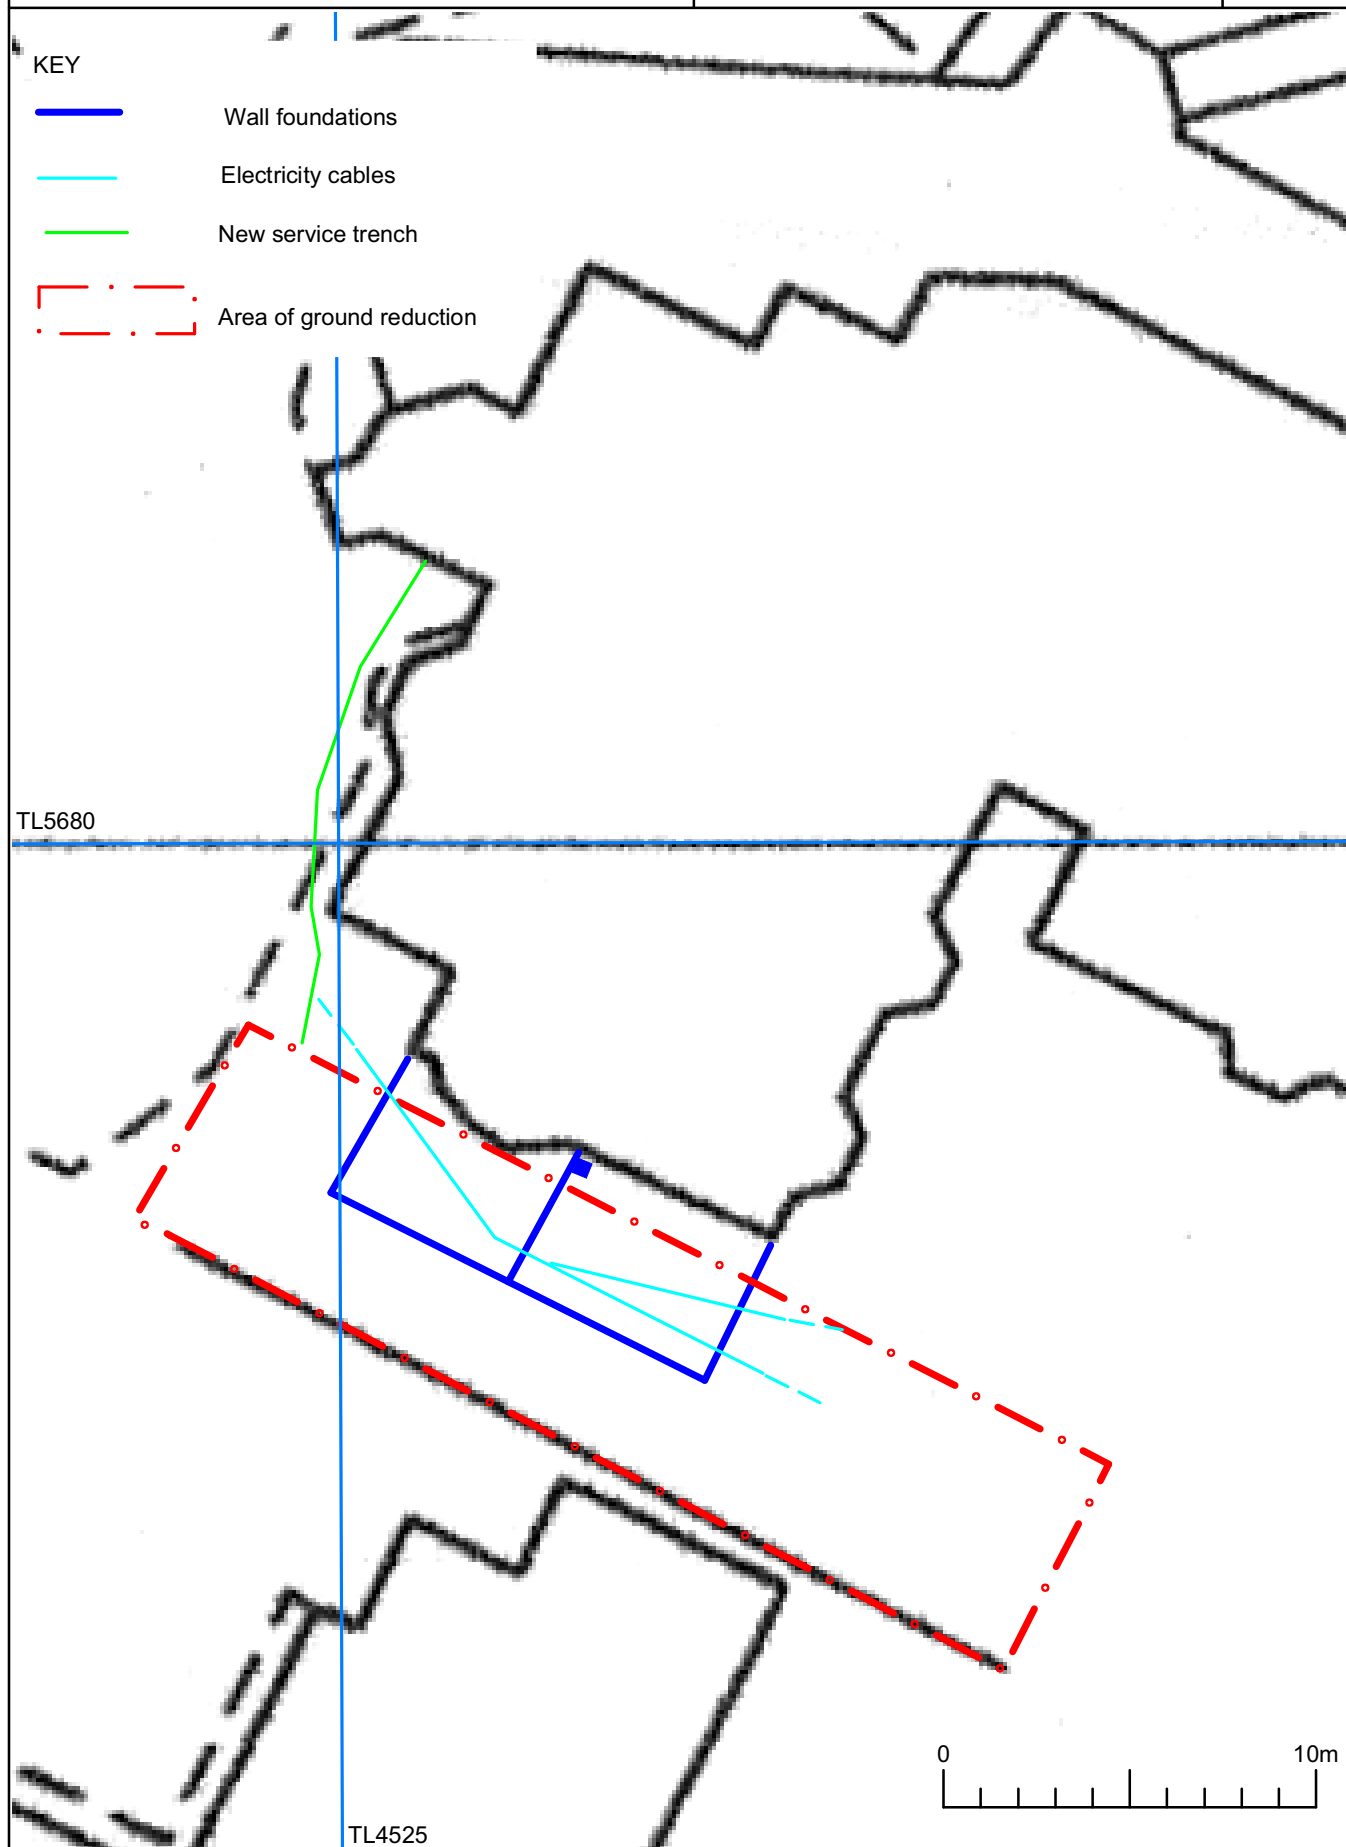 KEY
Wall foundations
Electricity cables
New service trench
Area of ground reduction
TL5680
0 10m
TL4525